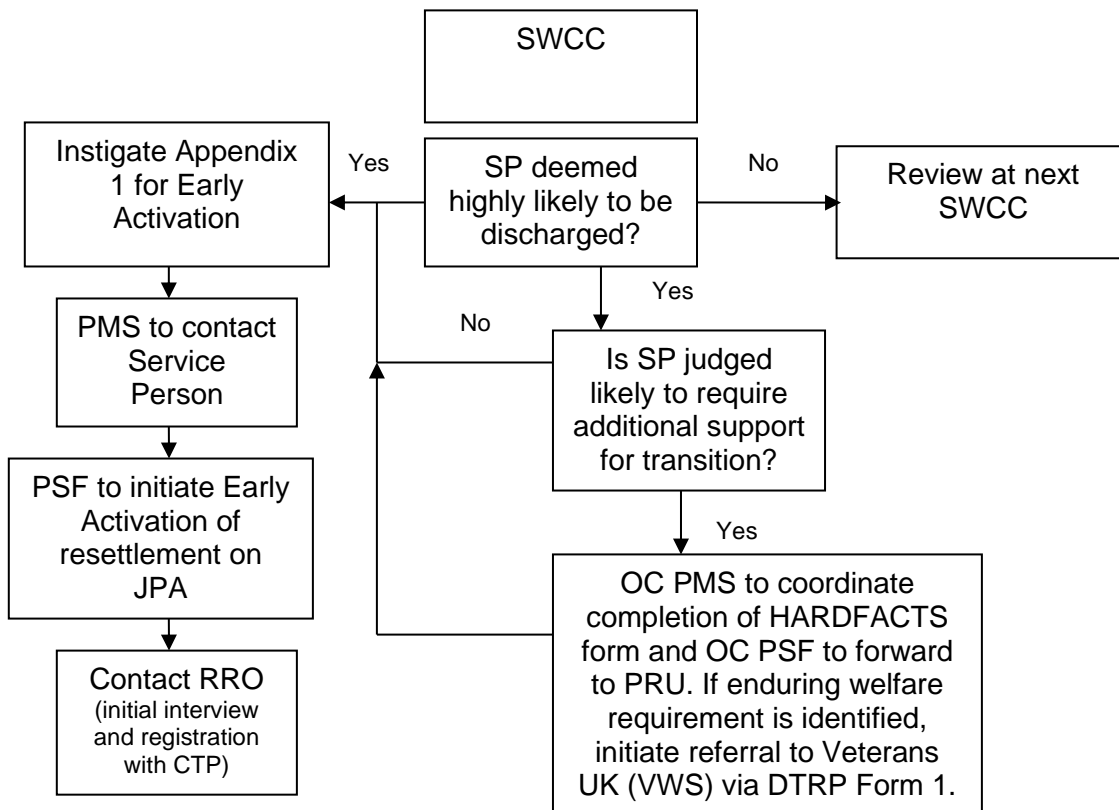 SWCC
Instigate Appendix
1 for Early
Activation
Yes
SP deemed
highly likely to be
discharged?
No
Review at next
SWCC
Yes
PMS to contact
Service
Person
No
Is SP judged
likely to require
additional support
for transition?
PSF to initiate Early
Activation of
resettlement on
JPA
Yes
OC PMS to coordinate
completion of HARDFACTS
form and OC PSF to forward
to PRU. If enduring welfare
requirement is identified,
initiate referral to Veterans
UK (VWS) via DTRP Form 1.
Contact RRO
(initial interview
and registration
with CTP)